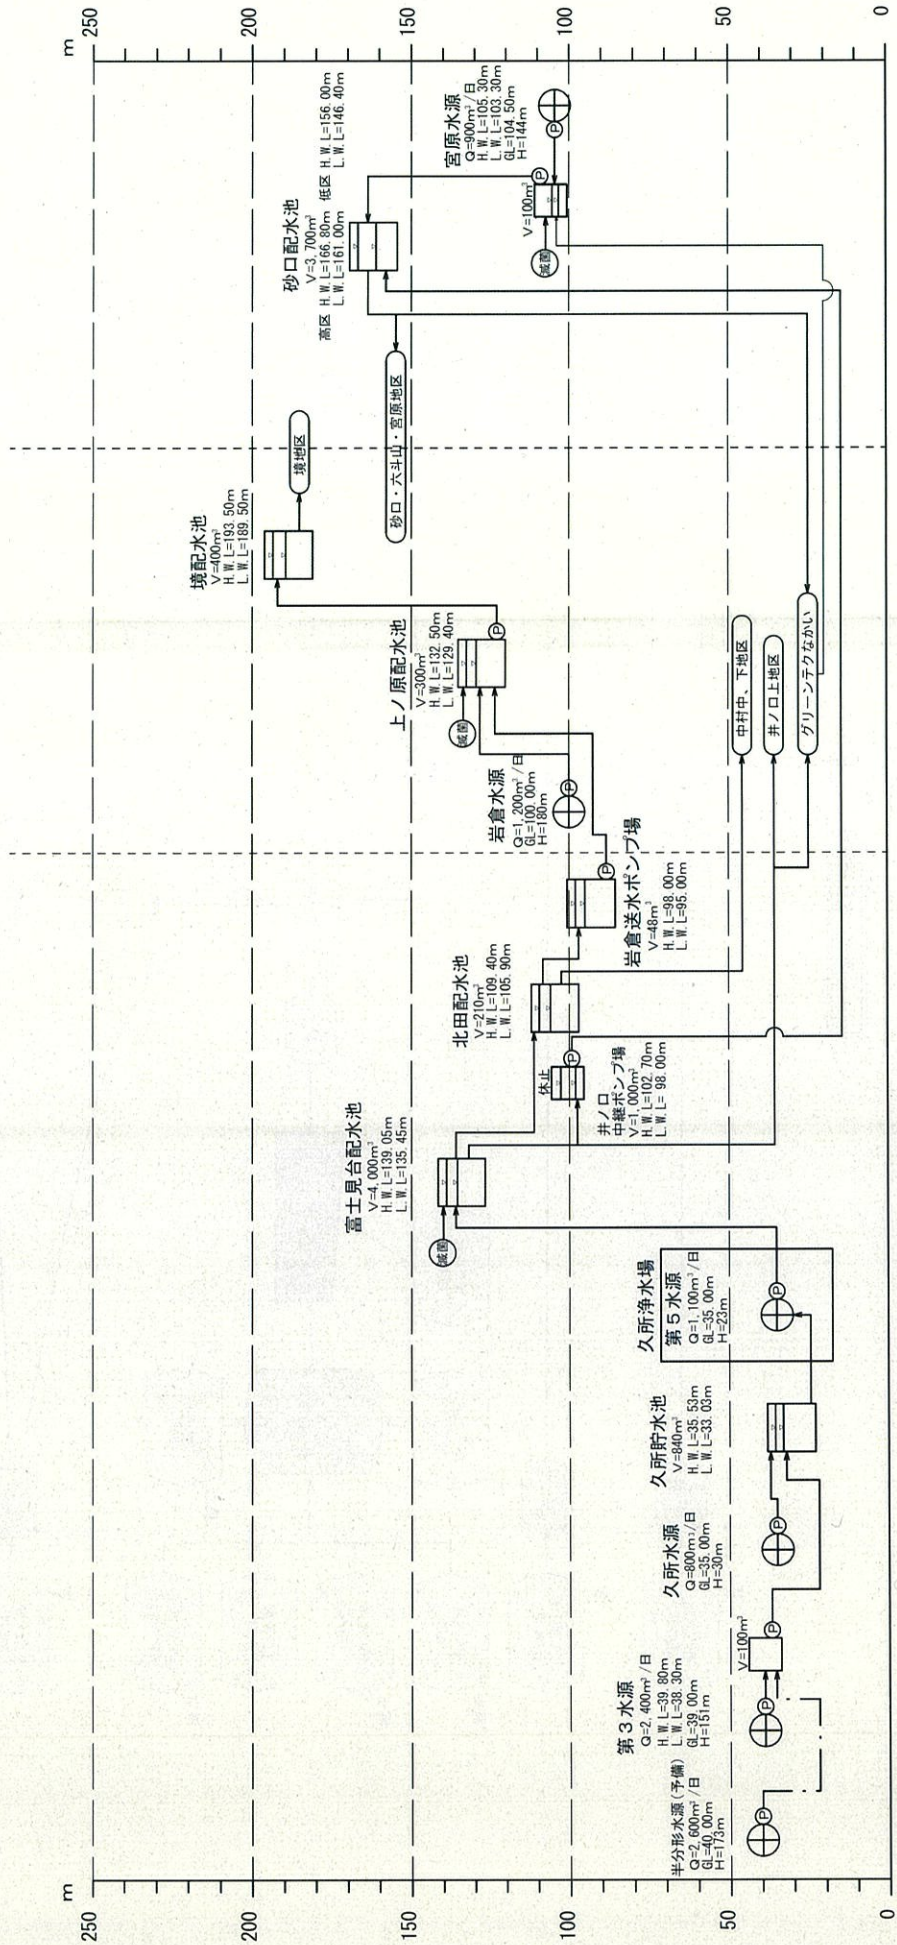 m
250
200
150
100
50
0
半分形水源(予備)
Q=2,600m³/日
GL=40.00m
H=173m
P
第3水源
Q=2,400m³/日
H.W.L=39.80m
L.W.L=38.30m
GL=39.00m
H=151m
P
V=100m³
P
久所水源
Q=800m³/日
GL=35.00m
H=30m
P
久所貯水池
V=840m³
H.W.L=35.53m
L.W.L=33.03m
久所浄水場
第5水源
Q=1,100m³/日
GL=35.00m
H=23m
P
滅菌
富士見台配水池
V=4,000m³
H.W.L=139.05m
L.W.L=135.45m
休止
P
井ノ口
中継ポンプ場
V=1,000m³
H.W.L=102.70m
L.W.L= 98.00m
北田配水池
V=210m³
H.W.L=109.40m
L.W.L=105.90m
岩倉送水ポンプ場
V=48m³
H.W.L=98.00m
L.W.L=95.00m
P
岩倉水源
Q=1,200m³/日
GL=100.00m
H=180m
P
滅菌
上ノ原配水池
V=300m³
H.W.L=132.50m
L.W.L=129.40m
P
境配水池
V=400m³
H.W.L=193.50m
L.W.L=189.50m
境地区
砂口・六斗山・宮原地区
中村中、下地区
井ノ口上地区
グリーンテクなかい
砂口配水池
V=3,700m³
高区 H.W.L=166.80m 低区 H.W.L=156.00m
L.W.L=161.00m L.W.L=146.40m
滅菌
V=100m³
P
宮原水源
Q=900m³/日
H.W.L=105.30m
L.W.L=103.30m
GL=104.50m
H=144m
P
m
250
200
150
100
50
0